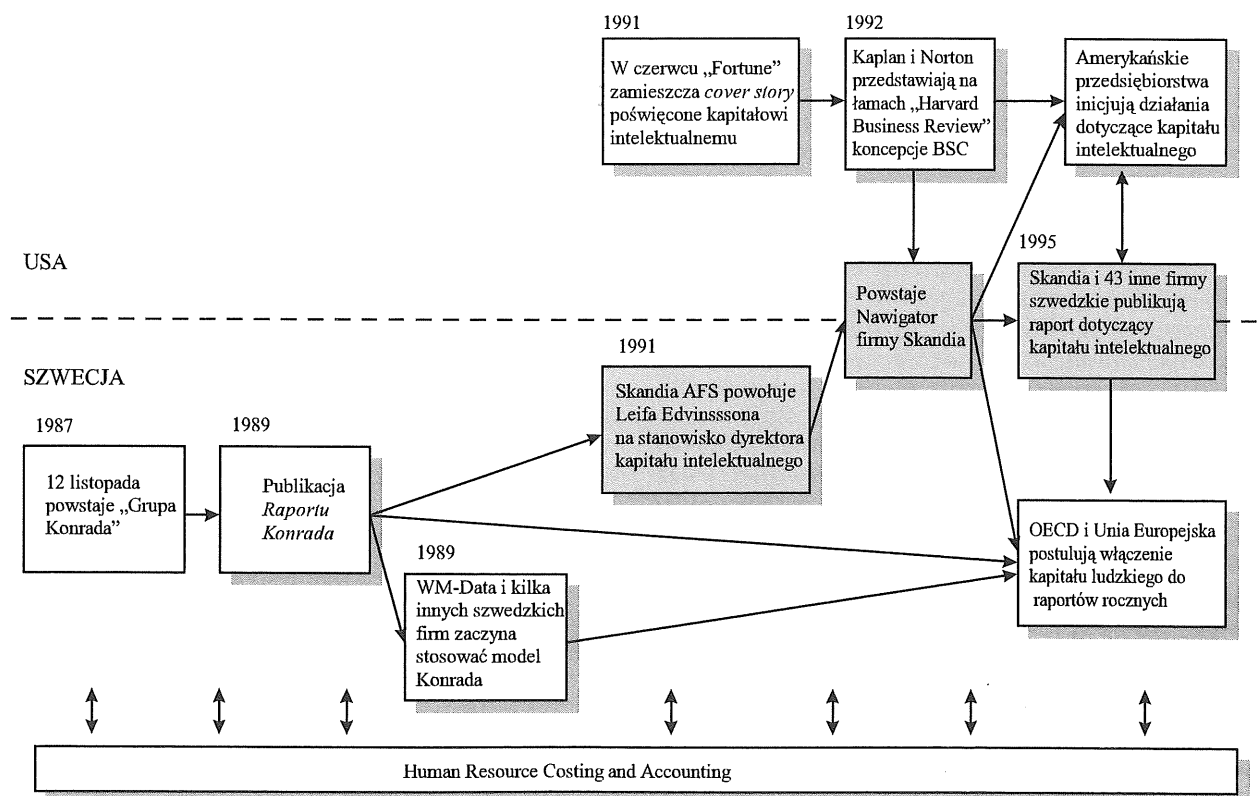 1991
W czerwcu „Fortune”
zamieszcza cover story
poświęcone kapitałowi
intelektualnemu
1992
Kaplan i Norton
przedstawiają na
łamach „Harvard
Business Review”
koncepcje BSC
Amerykańskie
przedsiębiorstwa
inicjują działania
dotyczące kapitału
intelektualnego
USA
Powstaje
Nawigator
firmy Skandia
1995
Skandia i 43 inne firmy
szwedzkie publikują
raport dotyczący
kapitału intelektualnego
SZWECJA
1991
Skandia AFS powołuje
Leifa Edvinsssona
na stanowisko dyrektora
kapitału intelektualnego
1987
12 listopada
powstaje „Grupa
Konrada”
1989
Publikacja
Raportu
Konrada
1989
WM-Data i kilka
innych szwedzkich
firm zaczyna
stosować model
Konrada
OECD i Unia Europejska
postulują włączenie
kapitału ludzkiego do
raportów rocznych
Human Resource Costing and Accounting